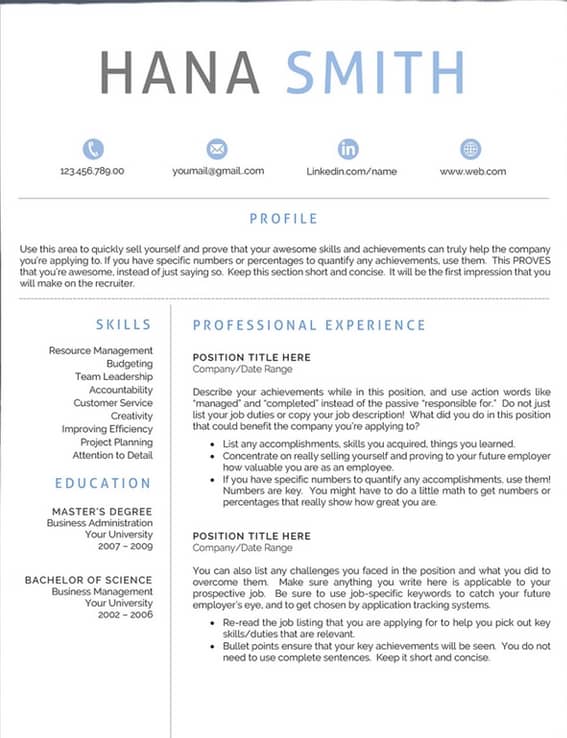 HANA SMITH
123.456.789.00
youmail@gmail.com
Linkedin.com/name
www.web.com
PROFILE
Use this area to quickly sell yourself and prove that your awesome skills and achievements can truly help the company
you're applying to. If you have specific numbers or percentages to quantify any achievements, use them. This PROVES
that you're awesome, instead of just saying so. Keep this section short and concise. It will be the first impression that you
will make on the recruiter.
SKILLS
Resource Management
Budgeting
Team Leadership
Accountability
Customer Service
Creativity
Improving Efficiency
Project Planning
Attention to Detail
EDUCATION
MASTER'S DEGREE
Business Administration
Your University
2007 – 2009
BACHELOR OF SCIENCE
Business Management
Your University
2002 – 2006
PROFESSIONAL EXPERIENCE
POSITION TITLE HERE
Company/Date Range
Describe your achievements while in this position, and use action words like
"managed" and "completed" instead of the passive "responsible for." Do not just
list your job duties or copy your job description! What did you do in this position
that could benefit the company you're applying to?
• List any accomplishments, skills you acquired, things you learned.
• Concentrate on really selling yourself and proving to your future employer
how valuable you are as an employee.
• If you have specific numbers to quantify any accomplishments, use them!
Numbers are key. You might have to do a little math to get numbers or
percentages that really show how great you are.
POSITION TITLE HERE
Company/Date Range
You can also list any challenges you faced in the position and what you did to
overcome them. Make sure anything you write here is applicable to your
prospective job. Be sure to use job-specific keywords to catch your future
employer's eye, and to get chosen by application tracking systems.
• Re-read the job listing that you are applying for to help you pick out key
skills/duties that are relevant.
• Bullet points ensure that your key achievements will be seen. You do not
need to use complete sentences. Keep it short and concise.